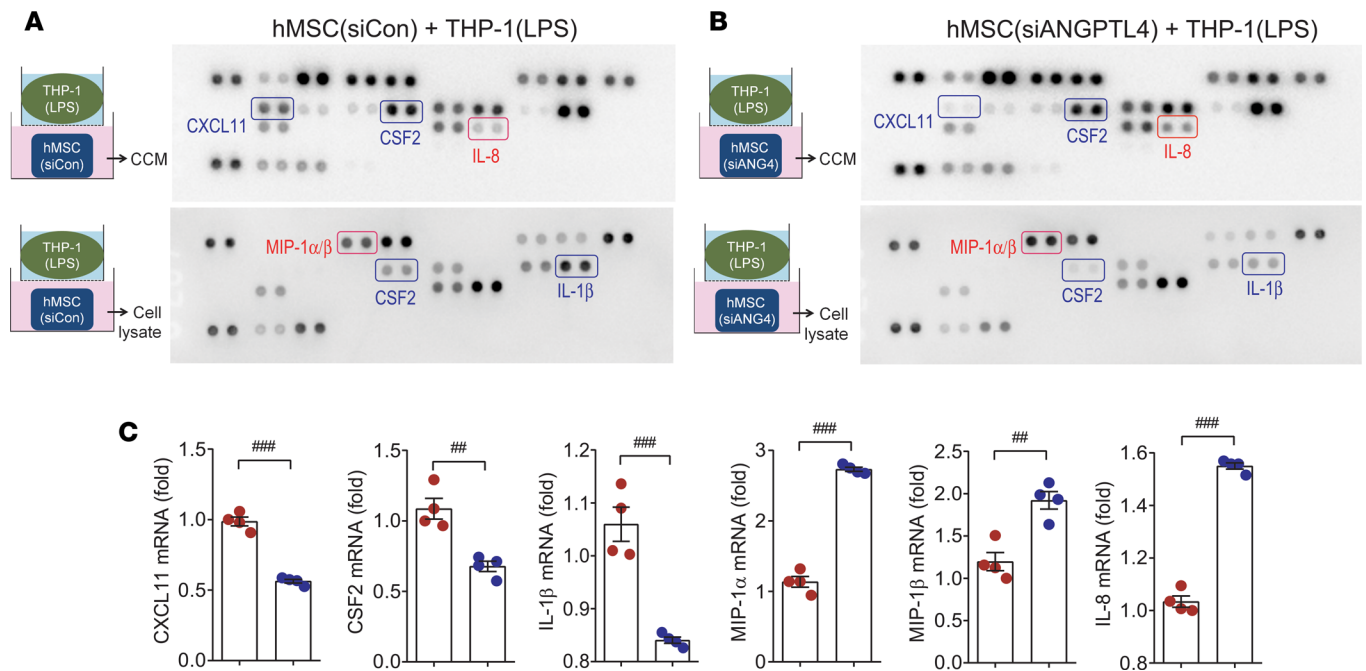 A
hMSC(siCon) + THP-1(LPS)
THP-1
(LPS)
hMSC
(siCon)
CCM
CXCL11
CSF2
IL-8
THP-1
(LPS)
hMSC
(siCon)
Cell
lysate
MIP-1α/β
CSF2
IL-1β
B
hMSC(siANGPTL4) + THP-1(LPS)
THP-1
(LPS)
hMSC
(siANG4)
CCM
CXCL11
CSF2
IL-8
THP-1
(LPS)
hMSC
(siANG4)
Cell
lysate
MIP-1α/β
CSF2
IL-1β
C
CXCL11 mRNA (fold)
1.5
1.0
0.5
0.0
###
CSF2 mRNA (fold)
1.5
1.0
0.5
0.0
##
IL-1β mRNA (fold)
1.2
1.1
1.0
0.9
0.8
###
MIP-1α mRNA (fold)
3
2
1
0
###
MIP-1β mRNA (fold)
2.5
2.0
1.5
1.0
0.5
0.0
##
IL-8 mRNA (fold)
1.6
1.4
1.2
1.0
0.8
###